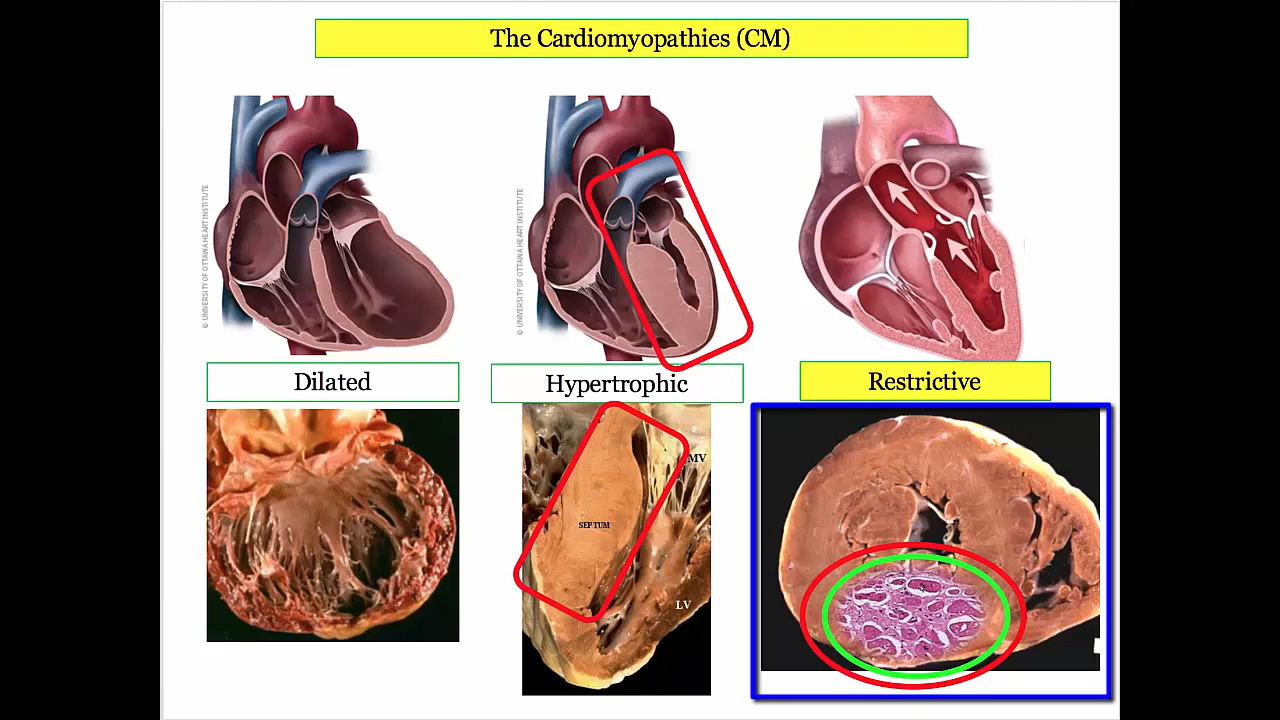 The Cardiomyopathies (CM)
© UNIVERSITY OF OTTAWA HEART INSTITUTE
© UNIVERSITY OF OTTAWA HEART INSTITUTE
Dilated
Hypertrophic
Restrictive
MV
SEPTUM
LV